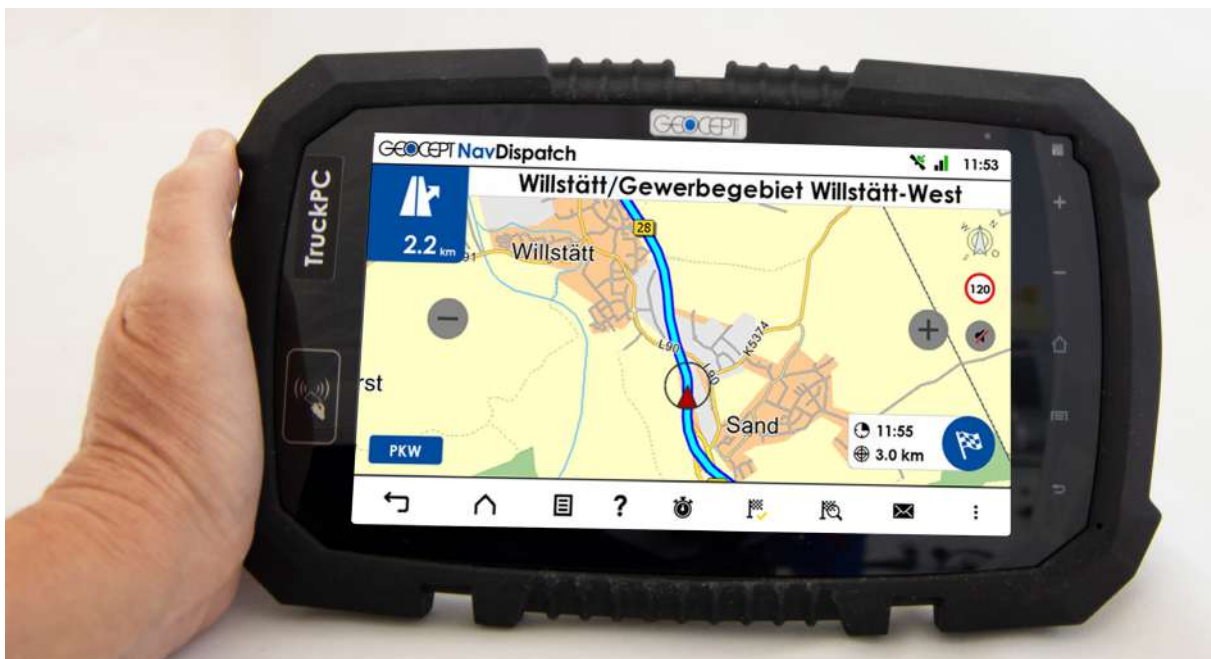 GEOCEPT
TruckPC
GEOCEPT NavDispatch
11:53
Willstätt/Gewerbegebiet Willstätt-West
2.2 km
28
Willstätt
120
L90
K5374
L90
rst
Sand
11:55
3.0 km
PKW
?